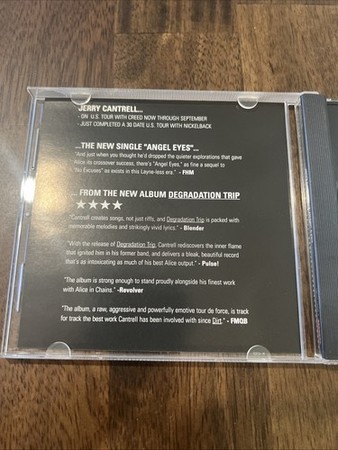 JERRY CANTRELL...
- ON U.S. TOUR WITH CREED NOW THROUGH SEPTEMBER
- JUST COMPLETED A 30 DATE U.S. TOUR WITH NICKELBACK
...THE NEW SINGLE "ANGEL EYES"...
"And just when you thought he'd dropped the quieter explorations that gave
Alice its crossover success, there's "Angel Eyes," as fine a sequel to
"No Excuses" as exists in this Layne-less era." - FHM
...FROM THE NEW ALBUM DEGRADATION TRIP
★★★★
"Cantrell creates songs, not just riffs, and Degradation Trip is packed with
memorable melodies and strikingly vivid lyrics." - Blender
"With the release of Degradation Trip, Cantrell rediscovers the inner flame
that ignited him in his former band, and delivers a bleak, beautiful record
that's as intoxicating as much of his best Alice output." - Pulse!
"The album is strong enough to stand proudly alongside his finest work
with Alice in Chains." -Revolver
"The album, a raw, aggressive and powerfully emotive tour de force, is track
for track the best work Cantrell has been involved with since Dirt." - FMQB